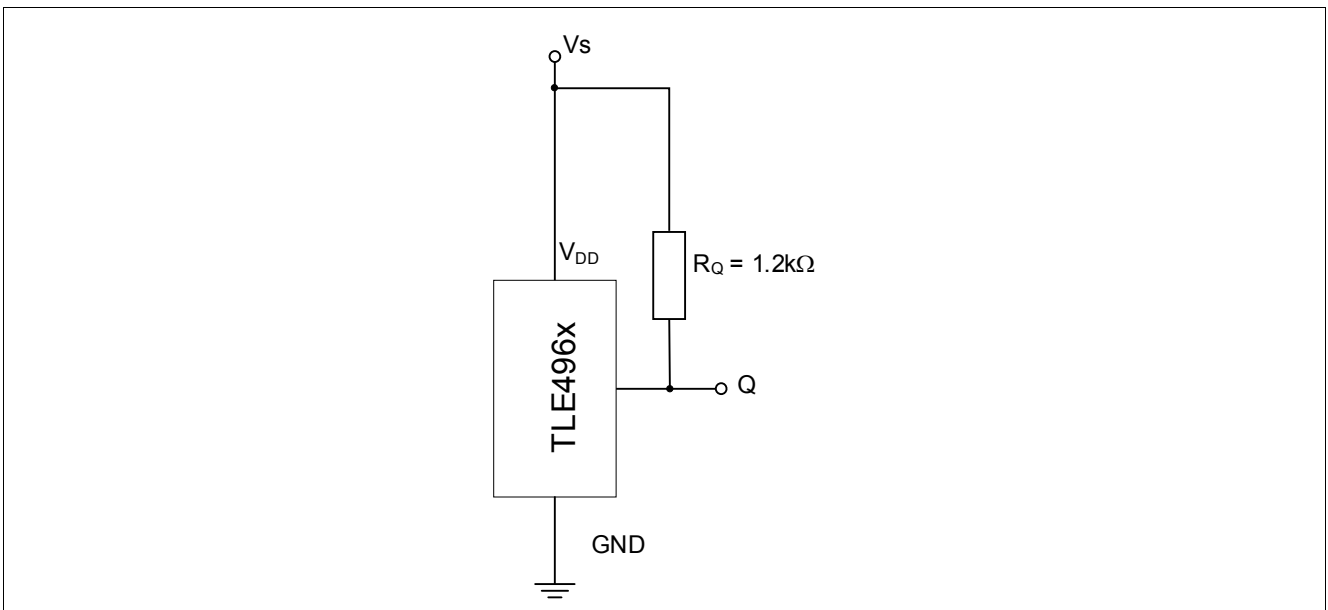 Vs
VDD
RQ = 1.2kΩ
TLE496x
Q
GND